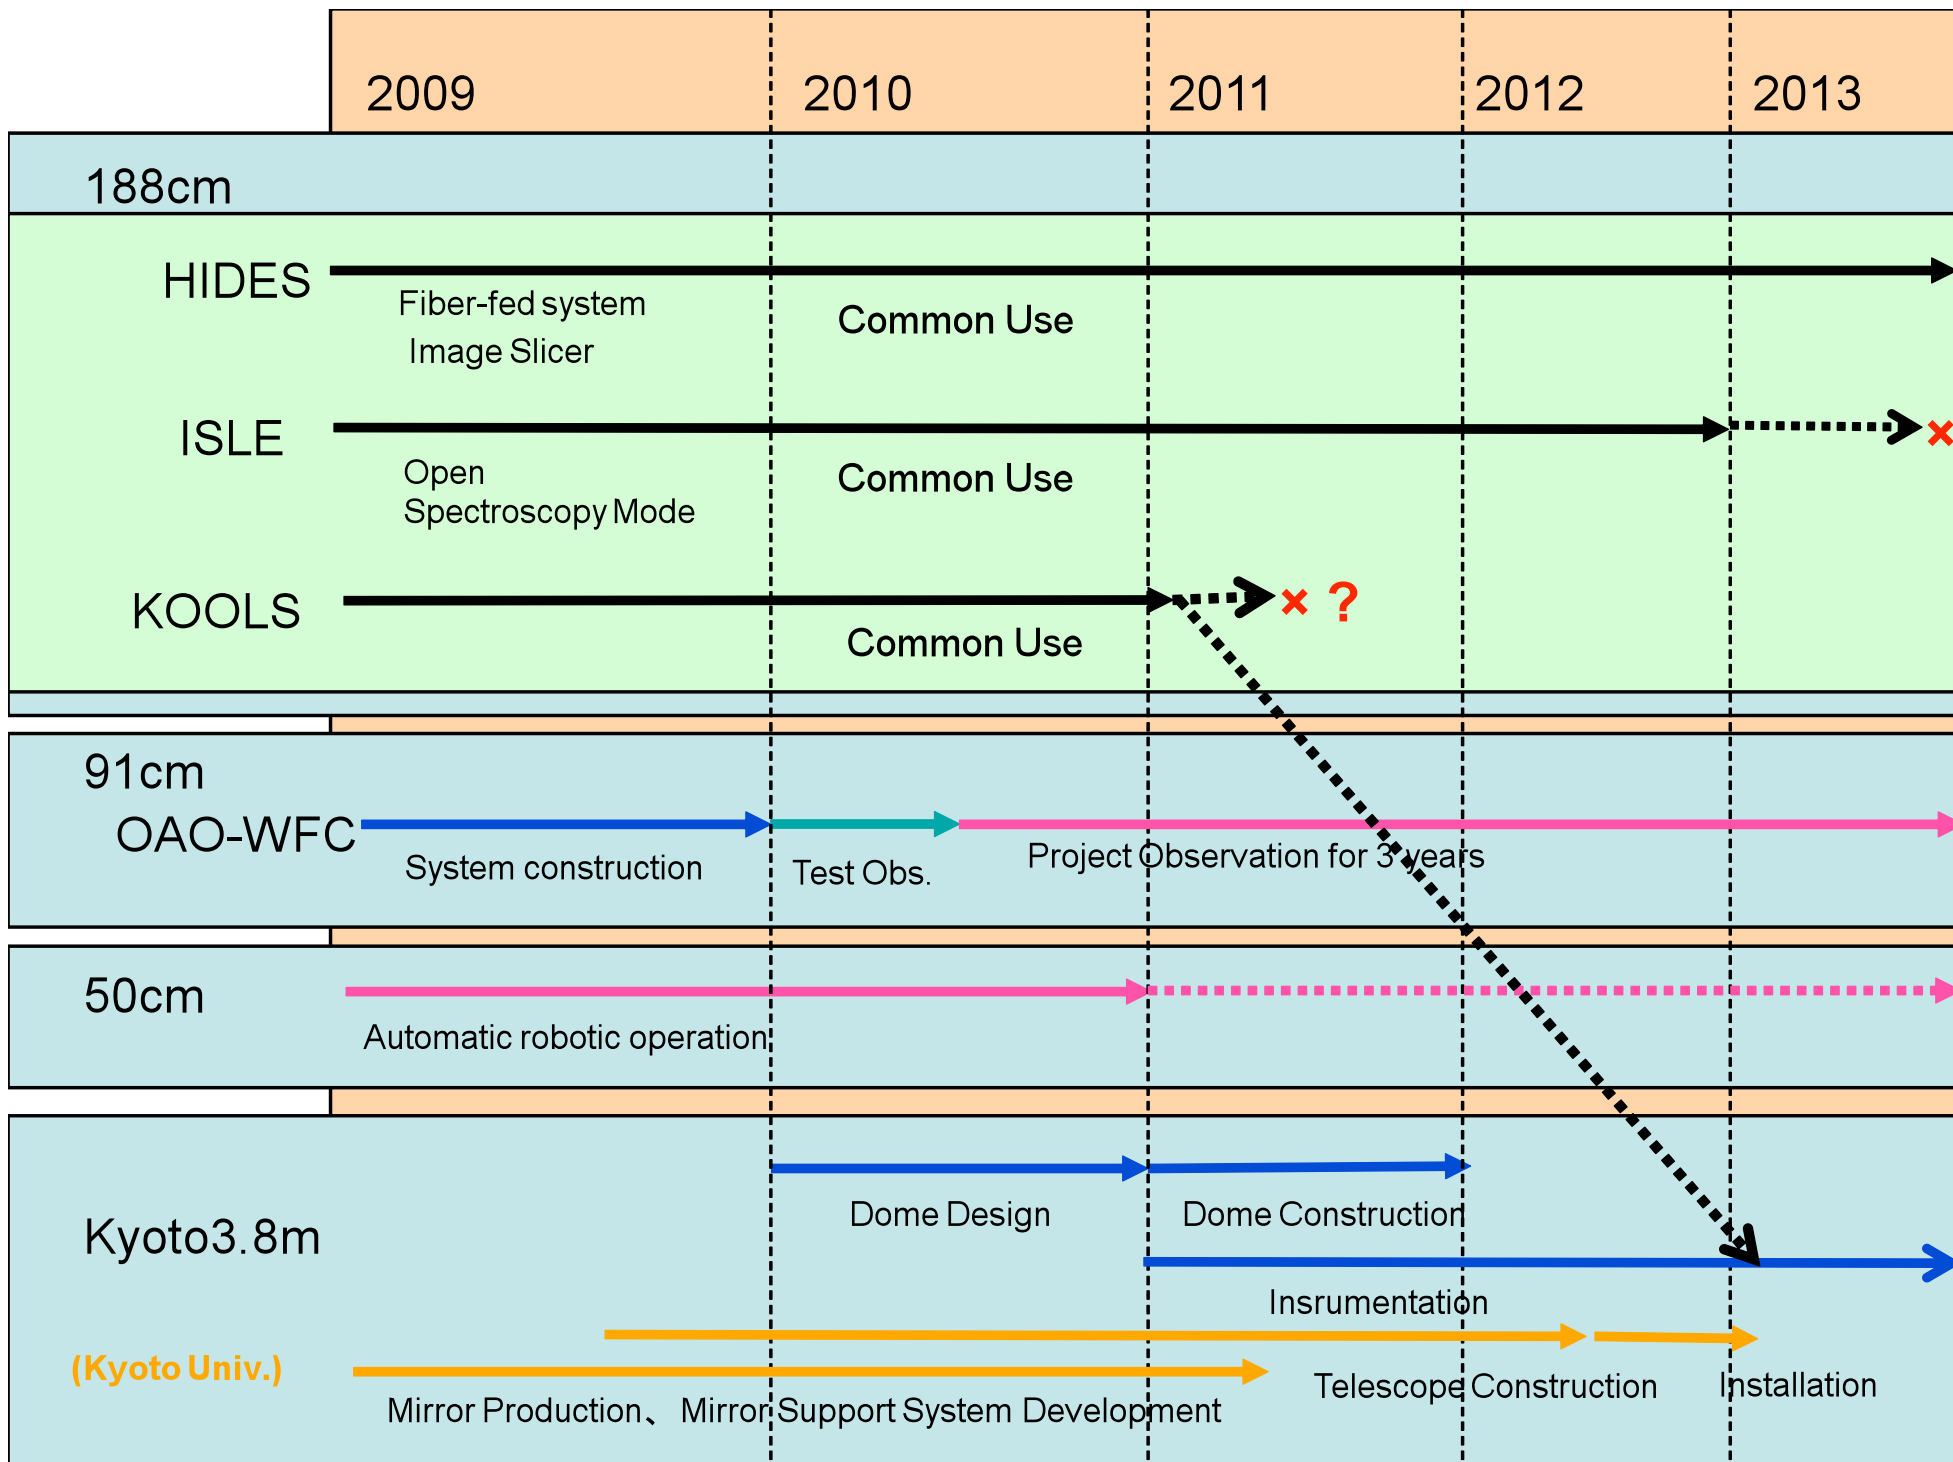 2009 2010 2011 2012 2013
188cm
HIDES
Fiber-fed system
Common Use
Image Slicer
ISLE
×
Open
Common Use
Spectroscopy Mode
KOOLS
× ?
Common Use
91cm
OAO-WFC
System construction
Test Obs.
Project Observation for 3 years
50cm
Automatic robotic operation
Dome Design
Dome Construction
Kyoto3.8m
Insrumentation
(Kyoto Univ.)
Telescope Construction
Installation
Mirror Production、 Mirror Support System Development